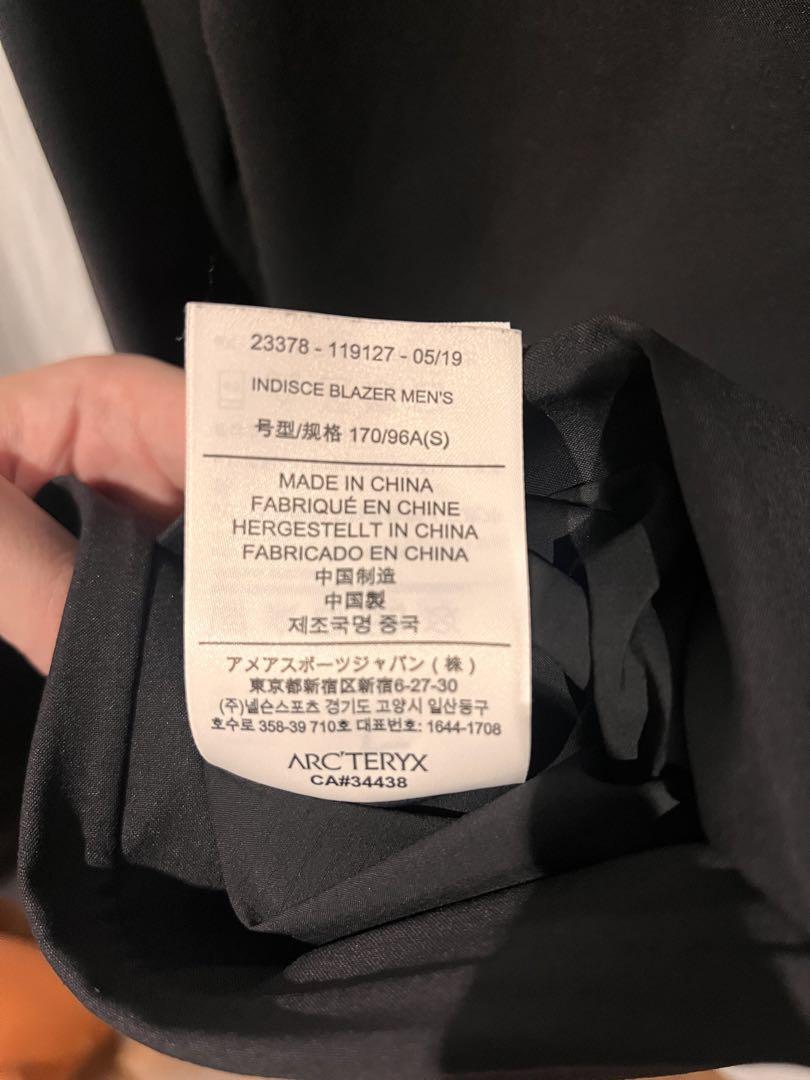 23378 - 119127 - 05/19
INDISCE BLAZER MEN'S
号型/规格 170/96A(S)
MADE IN CHINA
FABRIQUÉ EN CHINE
HERGESTELLT IN CHINA
FABRICADO EN CHINA
中国制造
中国製
제조국명 중국
アメアスポーツジャパン ( 株 )
東京都新宿区新宿6-27-30
(주)넬슨스포츠 경기도 고양시 일산동구
호수로 358-39 710호 대표번호: 1644-1708
ARC'TERYX
CA#34438